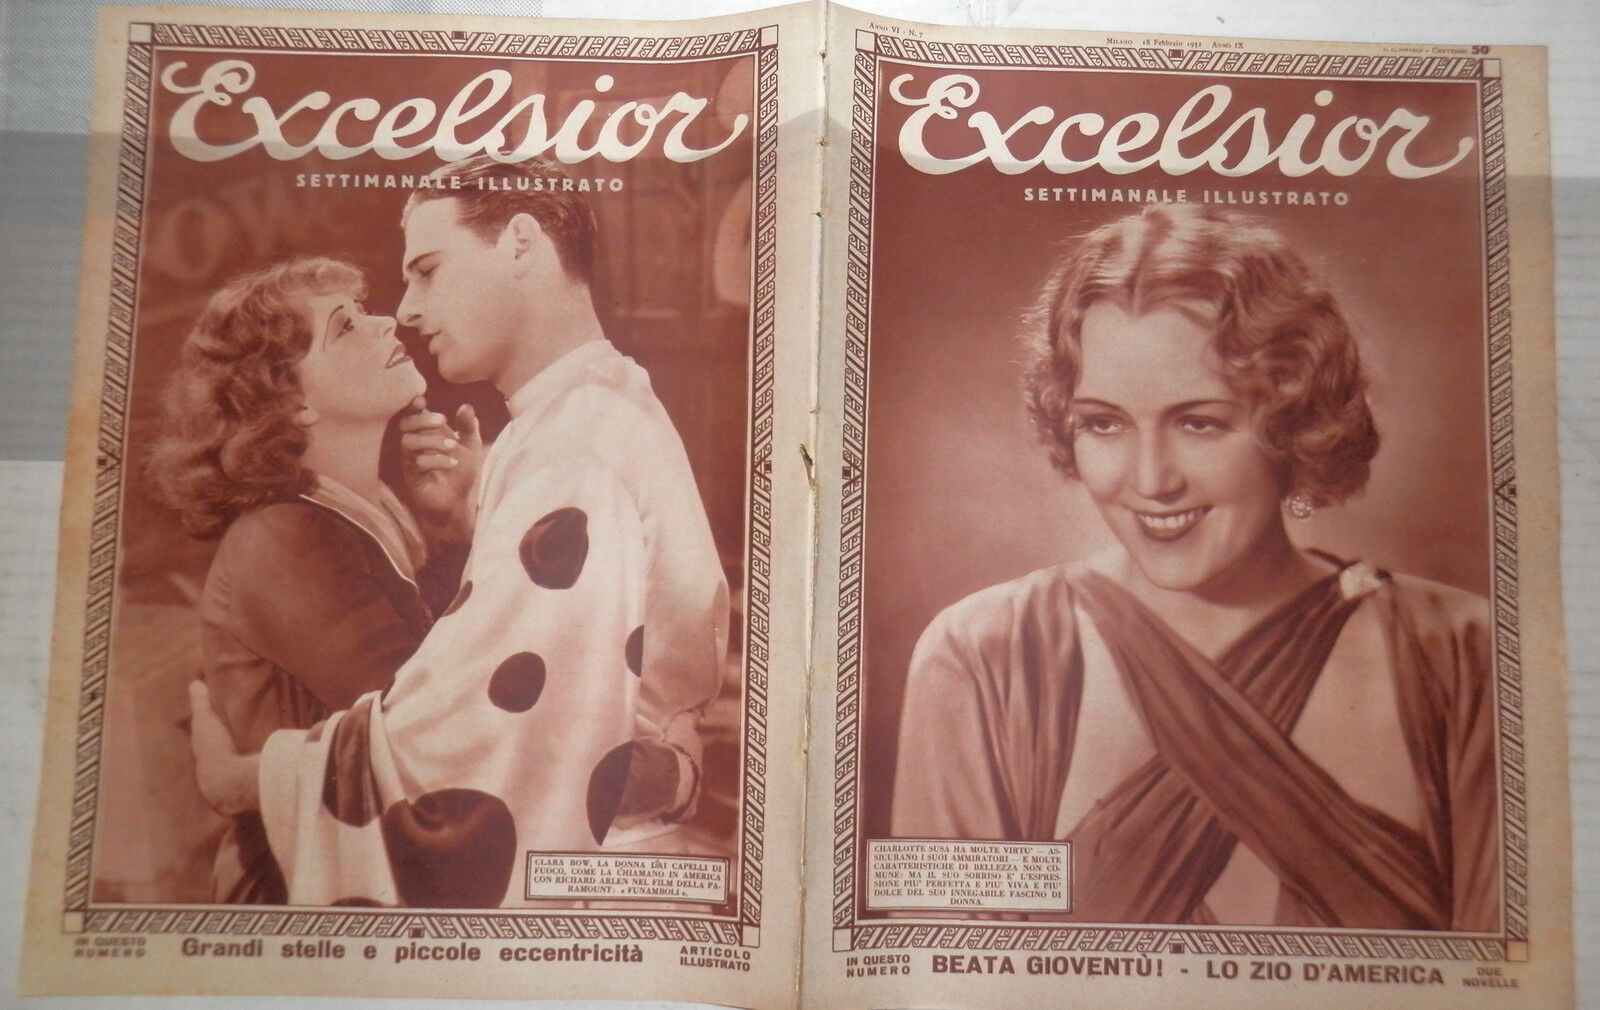 Excelsior
SETTIMANALE ILLUSTRATO
OW
CLARA BOW, LA DONNA DAI CAPELLI DI
FUOCO, COME LA CHIAMANO IN AMERICA
CON RICHARD ARLEN NEL FILM DELLA PA-
RAMOUNT: « FUNAMBOLI ».
IN QUESTO
NUMERO
Grandi stelle e piccole eccentricità
ARTICOLO
ILLUSTRATO
ANNO VI - N. 7
MILANO 18 Febbraio 1931 ANNO IX
C. C. POSTALE - CENTESIMI 50
Excelsior
SETTIMANALE ILLUSTRATO
CHARLOTTE SUSA HA MOLTE VIRTU' — AS-
SICURANO I SUOI AMMIRATORI — E MOLTE
CARATTERISTICHE DI BELLEZZA NON CO-
MUNE: MA IL SUO SORRISO E' L'ESPRES-
SIONE PIU' PERFETTA E PIU' VIVA E PIU'
DOLCE DEL SUO INNEGABILE FASCINO DI
DONNA.
IN QUESTO
NUMERO
BEATA GIOVENTÙ! - LO ZIO D'AMERICA
DUE
NOVELLE